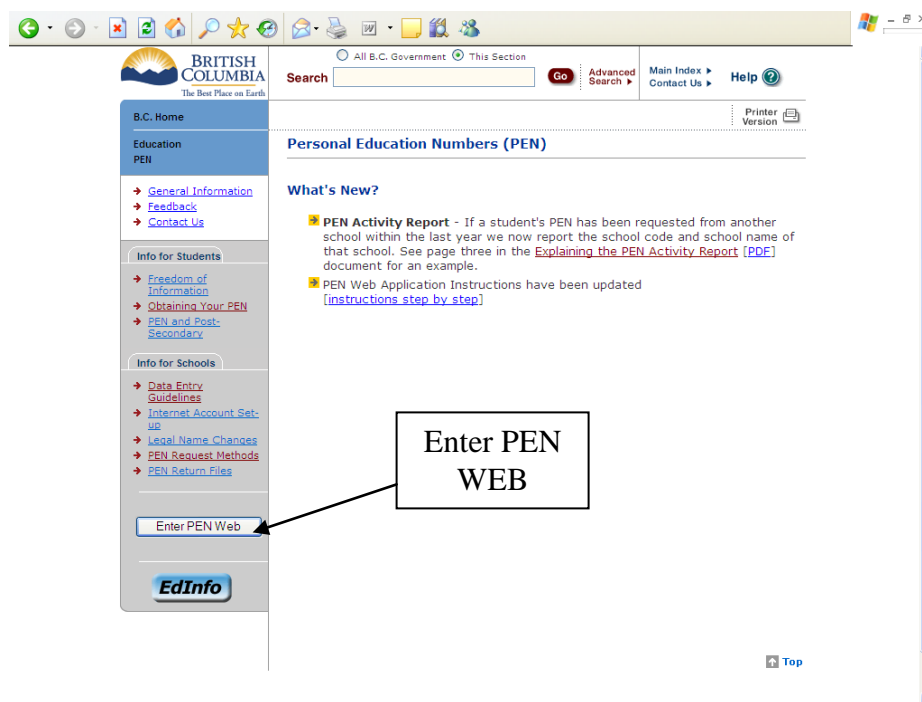 BRITISH
COLUMBIA
The Best Place on Earth
All B.C. Government This Section
Search
Go
Advanced
Search
Main Index
Contact Us
Help ?
B.C. Home
Printer
Version
Education
PEN
Personal Education Numbers (PEN)
General Information
Feedback
Contact Us
What's New?
PEN Activity Report - If a student's PEN has been requested from another
school within the last year we now report the school code and school name of
that school. See page three in the Explaining the PEN Activity Report [PDF]
document for an example.
PEN Web Application Instructions have been updated
[instructions step by step]
Info for Students
Freedom of
Information
Obtaining Your PEN
PEN and Post-
Secondary
Info for Schools
Data Entry
Guidelines
Internet Account Set-
up
Legal Name Changes
PEN Request Methods
PEN Return Files
Enter PEN
WEB
Enter PEN Web
EdInfo
Top